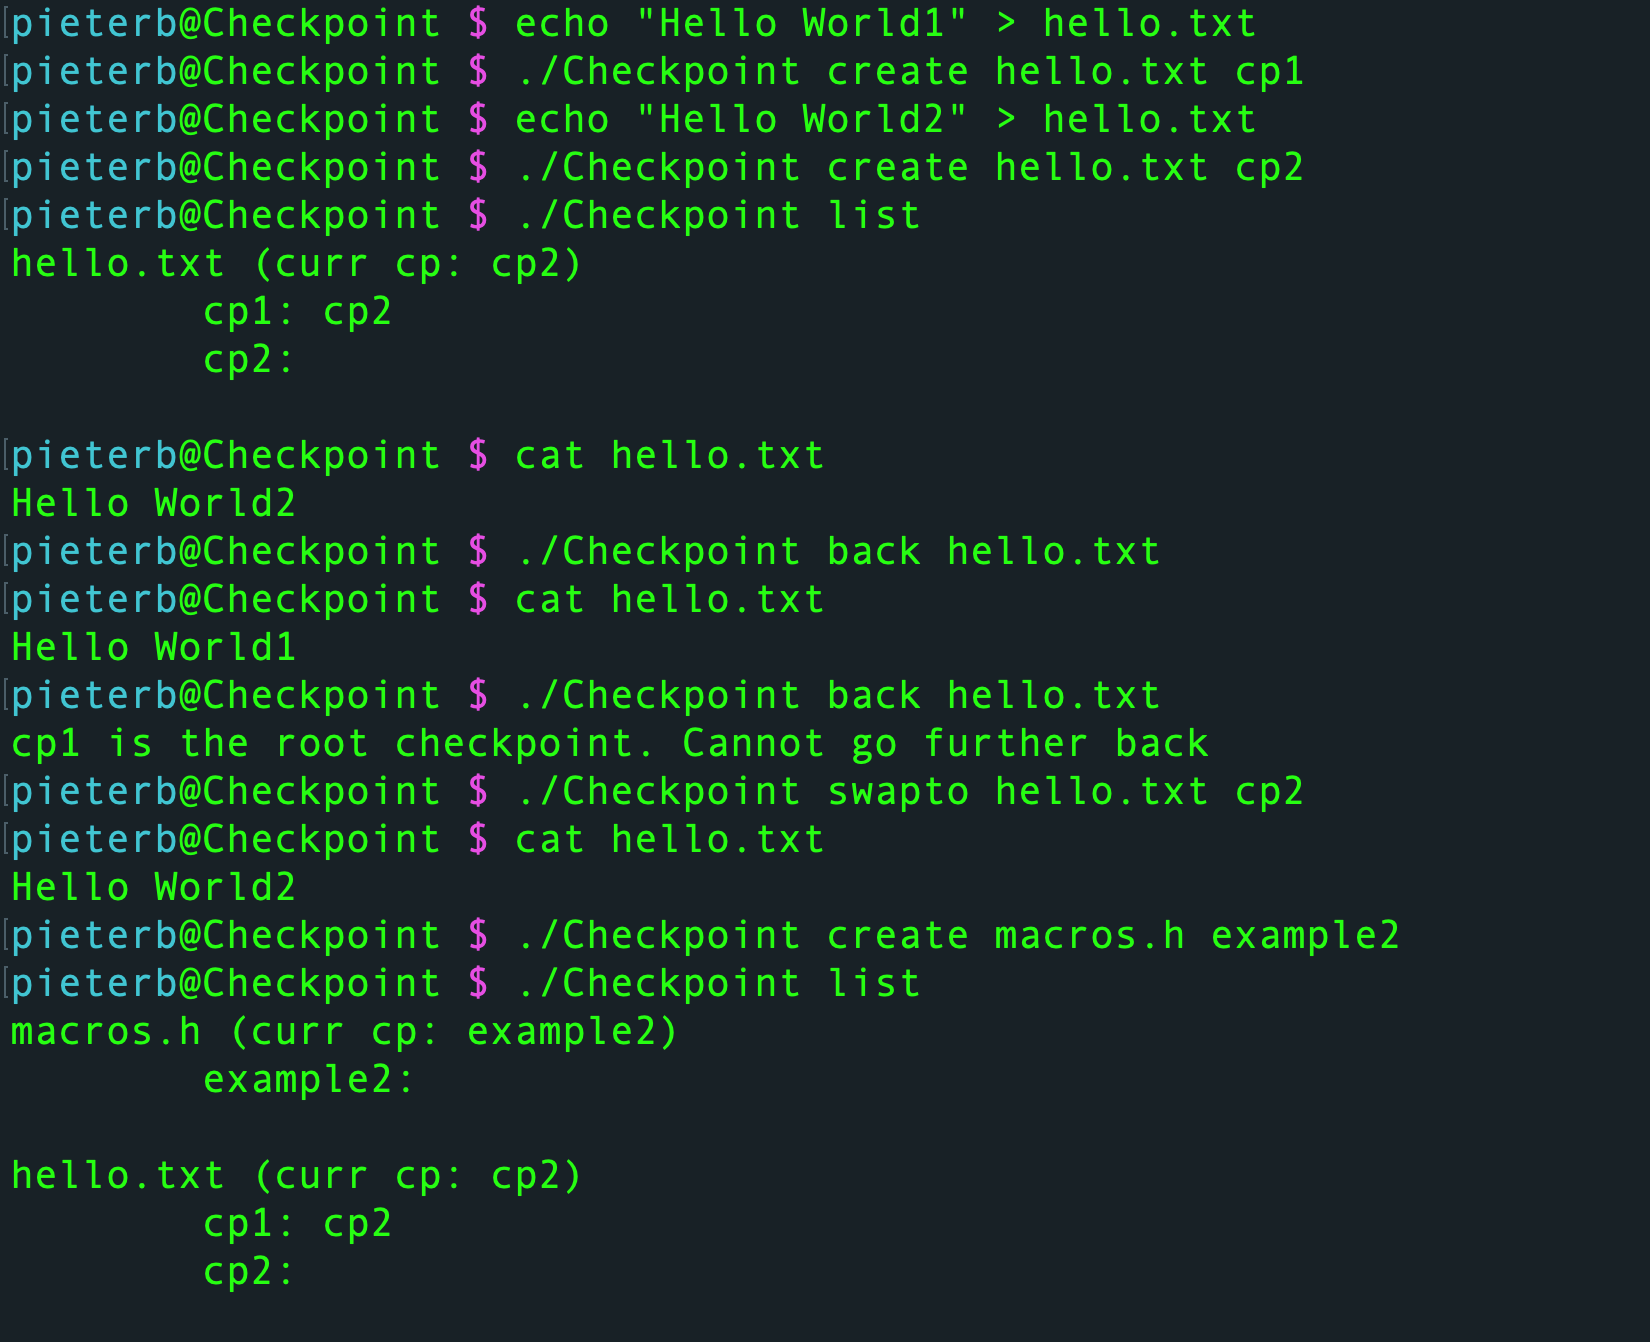 [pieterb@Checkpoint $ echo "Hello World1" > hello.txt
[pieterb@Checkpoint $ ./Checkpoint create hello.txt cp1
[pieterb@Checkpoint $ echo "Hello World2" > hello.txt
[pieterb@Checkpoint $ ./Checkpoint create hello.txt cp2
[pieterb@Checkpoint $ ./Checkpoint list
hello.txt (curr cp: cp2)
        cp1: cp2
        cp2:

[pieterb@Checkpoint $ cat hello.txt
Hello World2
[pieterb@Checkpoint $ ./Checkpoint back hello.txt
[pieterb@Checkpoint $ cat hello.txt
Hello World1
[pieterb@Checkpoint $ ./Checkpoint back hello.txt
cp1 is the root checkpoint. Cannot go further back
[pieterb@Checkpoint $ ./Checkpoint swapto hello.txt cp2
[pieterb@Checkpoint $ cat hello.txt
Hello World2
[pieterb@Checkpoint $ ./Checkpoint create macros.h example2
[pieterb@Checkpoint $ ./Checkpoint list
macros.h (curr cp: example2)
        example2:

hello.txt (curr cp: cp2)
        cp1: cp2
        cp2: